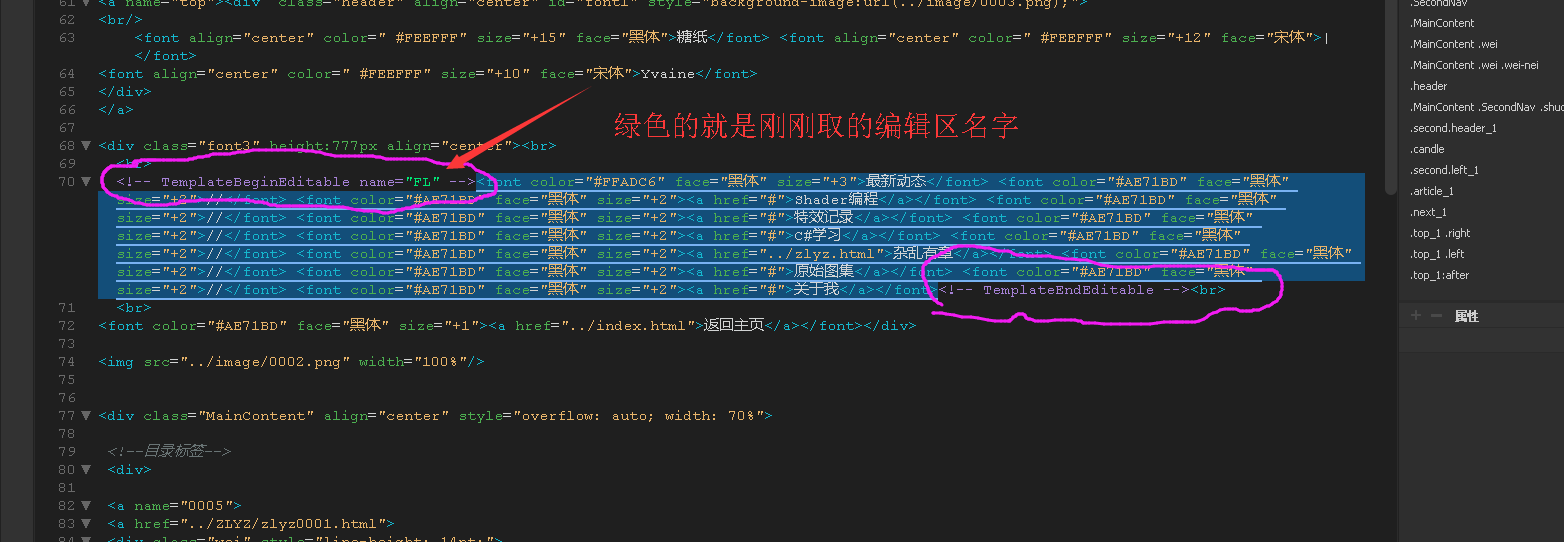 61 ▼ <a name="top"><div  class="header" align="center" id="font1" style="background-image:url(../image/0003.png);">
62 <br/>
63 <font align="center" color=" #FEEFFF" size="+15" face="黑体">糖纸</font> <font align="center" color=" #FEEFFF" size="+12" face="宋体">|
</font>
64 <font align="center" color=" #FEEFFF" size="+10" face="宋体">Yvaine</font>
65 </div>
66 </a>
67
绿色的就是刚刚取的编辑区名字
68 ▼ <div class="font3" height:777px align="center"><br>
69 <br>
70 ▼ <!-- TemplateBeginEditable name="FL" --><font color="#FFADC6" face="黑体" size="+3">最新动态</font> <font color="#AE71BD" face="黑体"
size="+2">//</font> <font color="#AE71BD" face="黑体" size="+2"><a href="#">Shader编程</a></font> <font color="#AE71BD" face="黑体"
size="+2">//</font> <font color="#AE71BD" face="黑体" size="+2"><a href="#">特效记录</a></font> <font color="#AE71BD" face="黑体"
size="+2">//</font> <font color="#AE71BD" face="黑体" size="+2"><a href="#">c#学习</a></font> <font color="#AE71BD" face="黑体"
size="+2">//</font> <font color="#AE71BD" face="黑体" size="+2"><a href="../zlyz.html">杂乱有章</a></font> <font color="#AE71BD" face="黑体"
size="+2">//</font> <font color="#AE71BD" face="黑体" size="+2"><a href="#">原始图集</a></font> <font color="#AE71BD" face="黑体"
size="+2">//</font> <font color="#AE71BD" face="黑体" size="+2"><a href="#">关于我</a></font><!-- TemplateEndEditable --><br>
71 <br>
72 <font color="#AE71BD" face="黑体" size="+1"><a href="../index.html">返回主页</a></font></div>
73
74 <img src="../image/0002.png" width="100%"/>
75
76
77 ▼ <div class="MainContent" align="center" style="overflow: auto; width: 70%">
78
79 <!--目录标签-->
80 ▼ <div>
81
82 ▼ <a name="0005">
83 ▼ <a href="../ZLYZ/zlyz0001.html">
84 ▼ <div class="wei" style="line-height: 14pt;">
.SecondNav
.MainContent
.MainContent .wei
.MainContent .wei .wei-nei
.header
.MainContent .SecondNav .shu
.second.header_1
.candle
.second.left_1
.article_1
.next_1
.top_1 .right
.top_1 .left
.top_1:after
+ − 属性